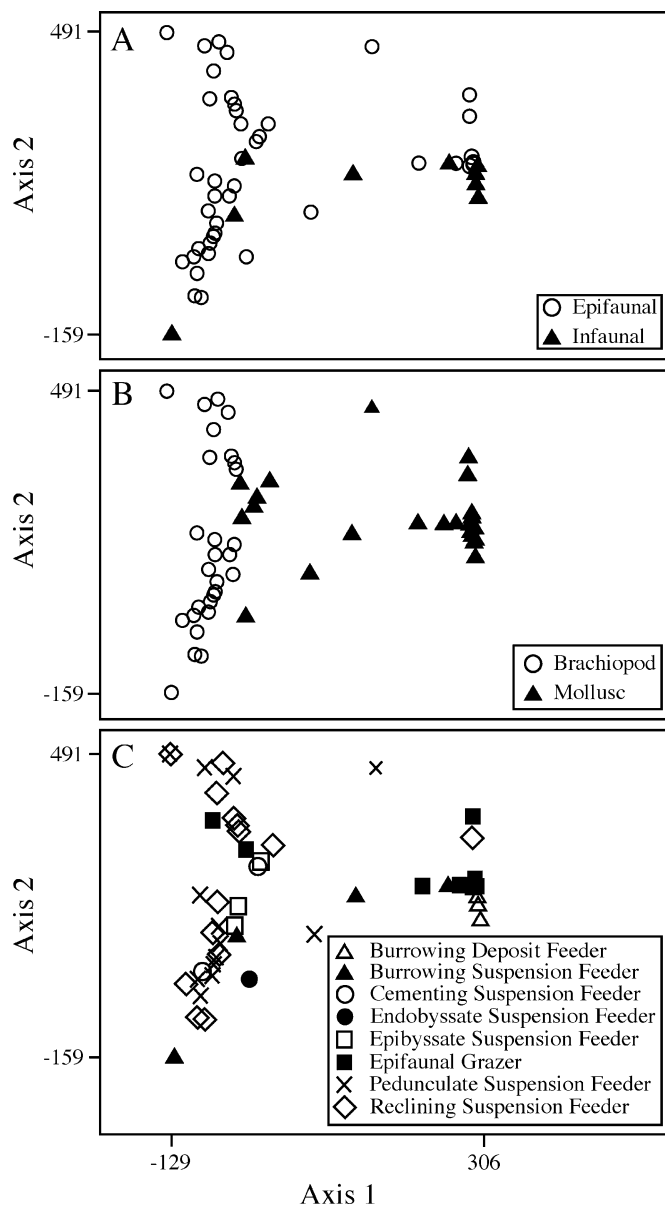 A
491
Axis 2
-159
Epifaunal
Infaunal
B
491
Axis 2
-159
Brachiopod
Mollusc
C
491
Axis 2
-159
Burrowing Deposit Feeder
Burrowing Suspension Feeder
Cementing Suspension Feeder
Endobyssate Suspension Feeder
Epibyssate Suspension Feeder
Epifaunal Grazer
Pedunculate Suspension Feeder
Reclining Suspension Feeder
-129 306
Axis 1